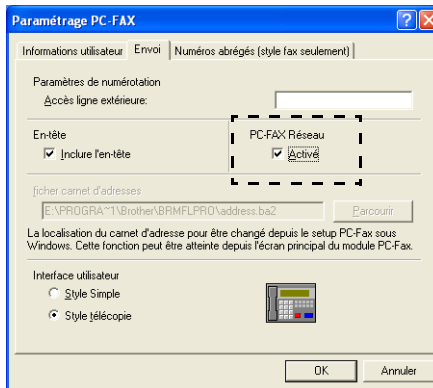 Paramétrage PC-FAX
Informations utilisateur Envoi Numéros abrégés (style fax seulement)
Paramètres de numérotation
Accès ligne extérieure:
En-tête PC-FAX Réseau
Inclure l'en-tête Activé
ficher carnet d'adresses
E:\PROGRA~1\Brother\BRMFLPRO\address.ba2 Parcourir
La localisation du carnet d'adresse pour être changé depuis le setup PC-Fax sous
Windows. Cette fonction peut être atteinte depuis l'écran principal du module PC-Fax.
Interface utilisateur
Style Simple
Style télécopie
OK Annuler